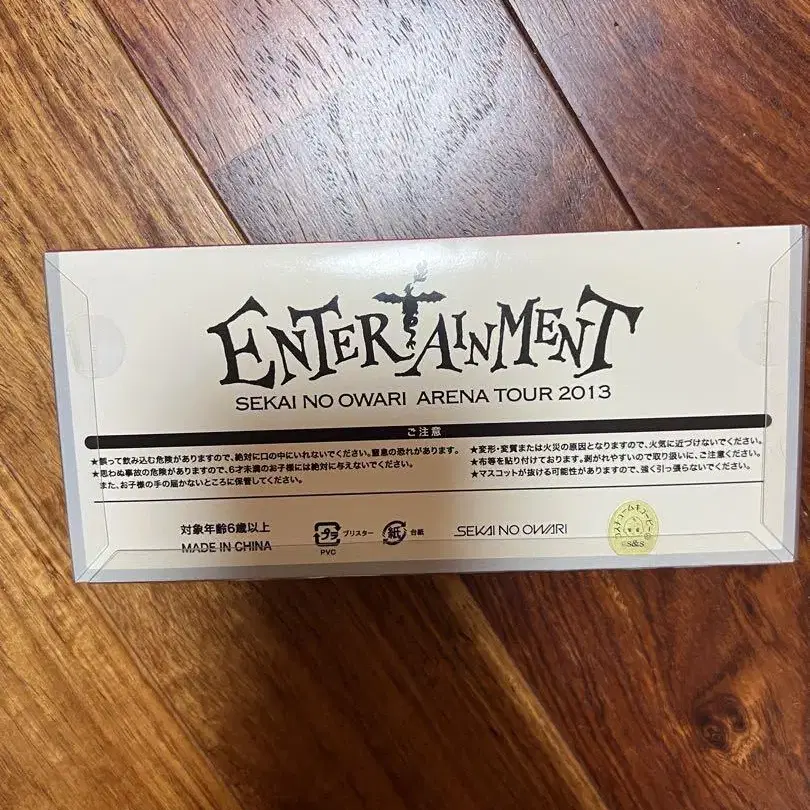 ENTERTAINMENT
SEKAI NO OWARI ARENA TOUR 2013
ご注意
★誤って飲み込む危険がありますので、絶対に口の中にいれないでください。窒息の恐れがあります。
★思わぬ事故の危険がありますので、6才未満のお子様には絶対に与えないでください。
また、お子様の手の届かないところに保管してください。
★変形・変質または火災の原因となりますので、火気に近づけないでください。
★布等を貼り付けております。剥がれやすいので取り扱いに、ご注意ください。
★マスコットが抜ける可能性がありますので、強く引っ張らないでください。
対象年齢6歳以上
MADE IN CHINA
プラ ブリスター
PVC
紙 台紙
SEKAI NO OWARI
コスチュームキューピー®
©S&S.